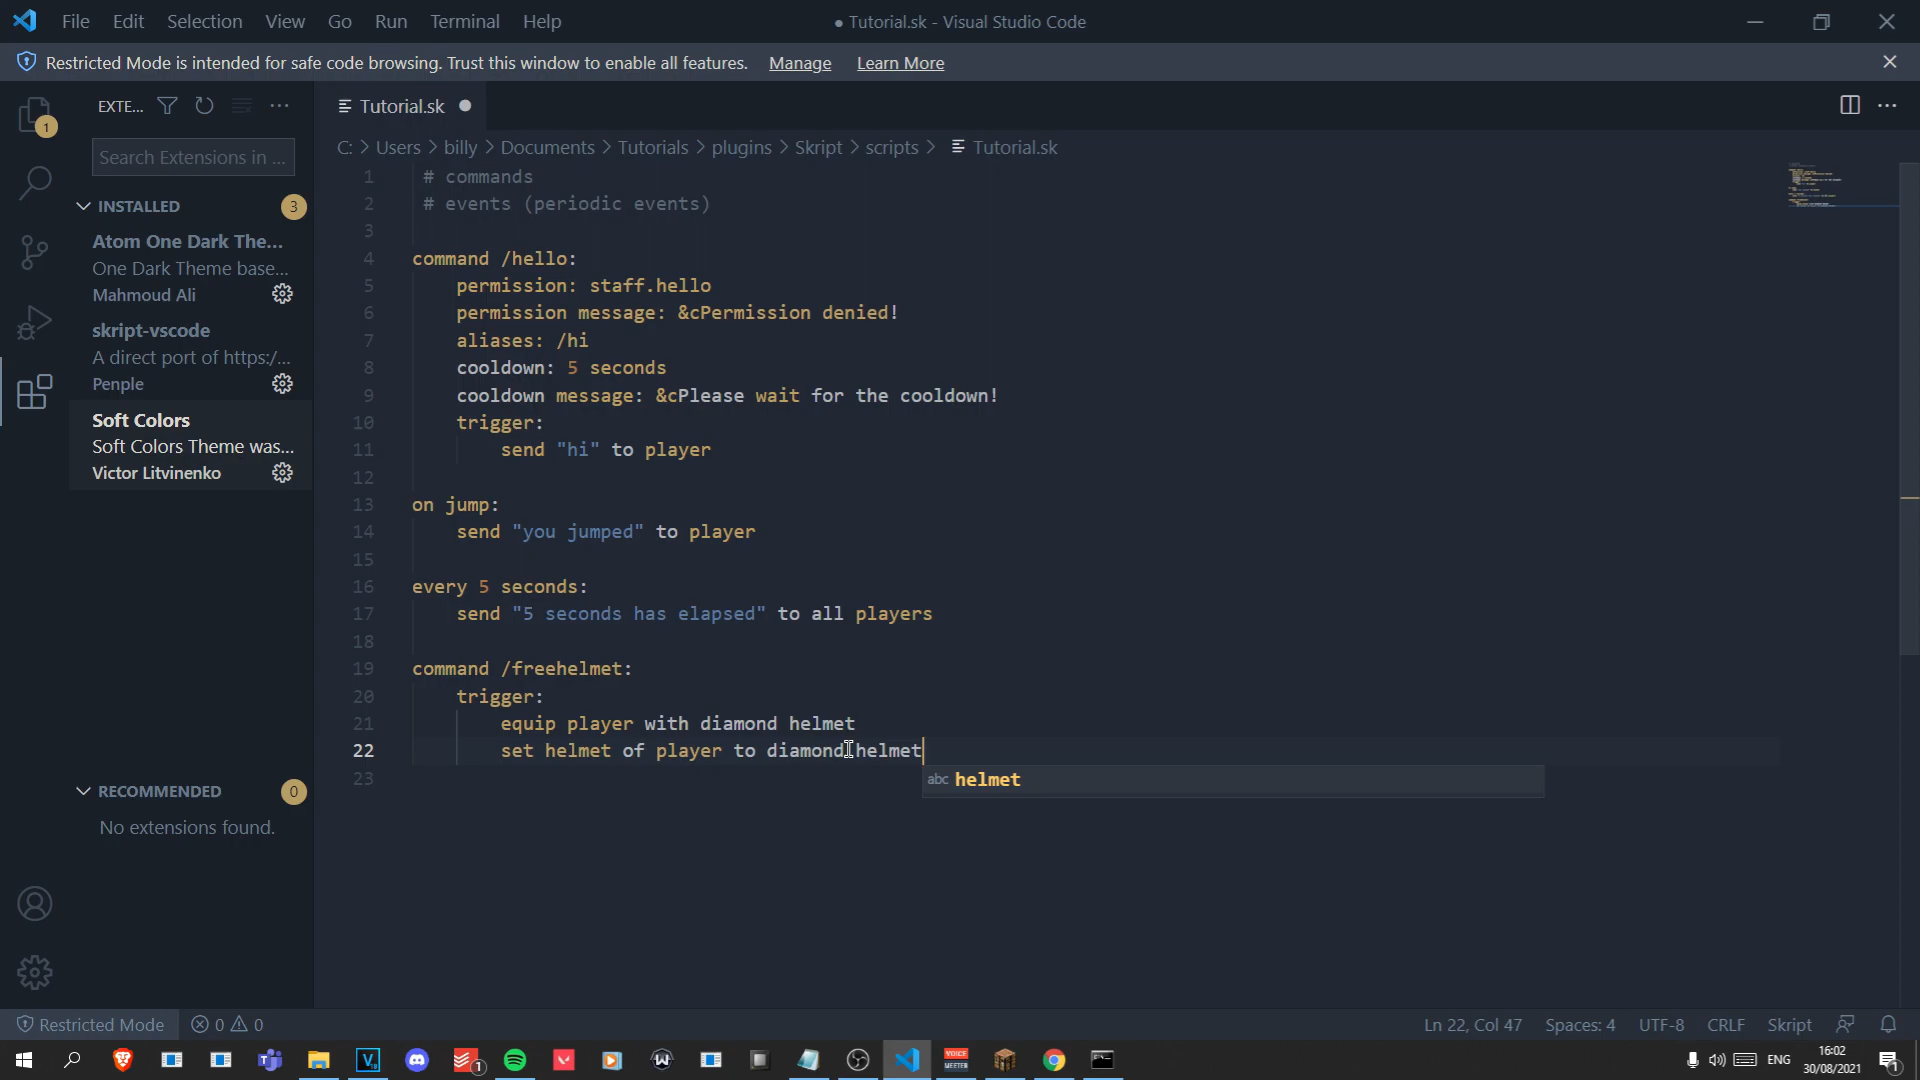 File Edit Selection View Go Run Terminal Help
● Tutorial.sk - Visual Studio Code
Restricted Mode is intended for safe code browsing. Trust this window to enable all features. Manage Learn More
EXTE...
Tutorial.sk
Search Extensions in ...
C: > Users > billy > Documents > Tutorials > plugins > Skript > scripts > Tutorial.sk
1
INSTALLED 3
Atom One Dark The...
One Dark Theme base...
Mahmoud Ali
skript-vscode
A direct port of https:/...
Penple
Soft Colors
Soft Colors Theme was...
Victor Litvinenko
RECOMMENDED 0
No extensions found.
1 # commands
2 # events (periodic events)
3
4 command /hello:
5 permission: staff.hello
6 permission message: &cPermission denied!
7 aliases: /hi
8 cooldown: 5 seconds
9 cooldown message: &cPlease wait for the cooldown!
10 trigger:
11 send "hi" to player
12
13 on jump:
14 send "you jumped" to player
15
16 every 5 seconds:
17 send "5 seconds has elapsed" to all players
18
19 command /freehelmet:
20 trigger:
21 equip player with diamond helmet
22 set helmet of player to diamond helmet
abc helmet
23
Restricted Mode 0 0
Ln 22, Col 47 Spaces: 4 UTF-8 CRLF Skript
1
VOICE
MEETER
ENG
16:02
30/08/2021
1